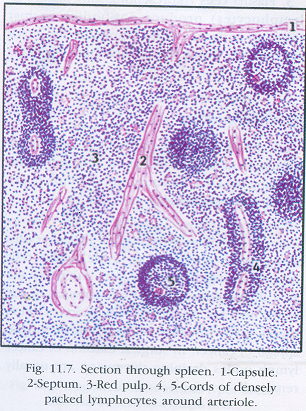 1
3
2
4
5
Fig. 11.7. Section through spleen. 1-Capsule.
2-Septum. 3-Red pulp. 4, 5-Cords of densely
packed lymphocytes around arteriole.